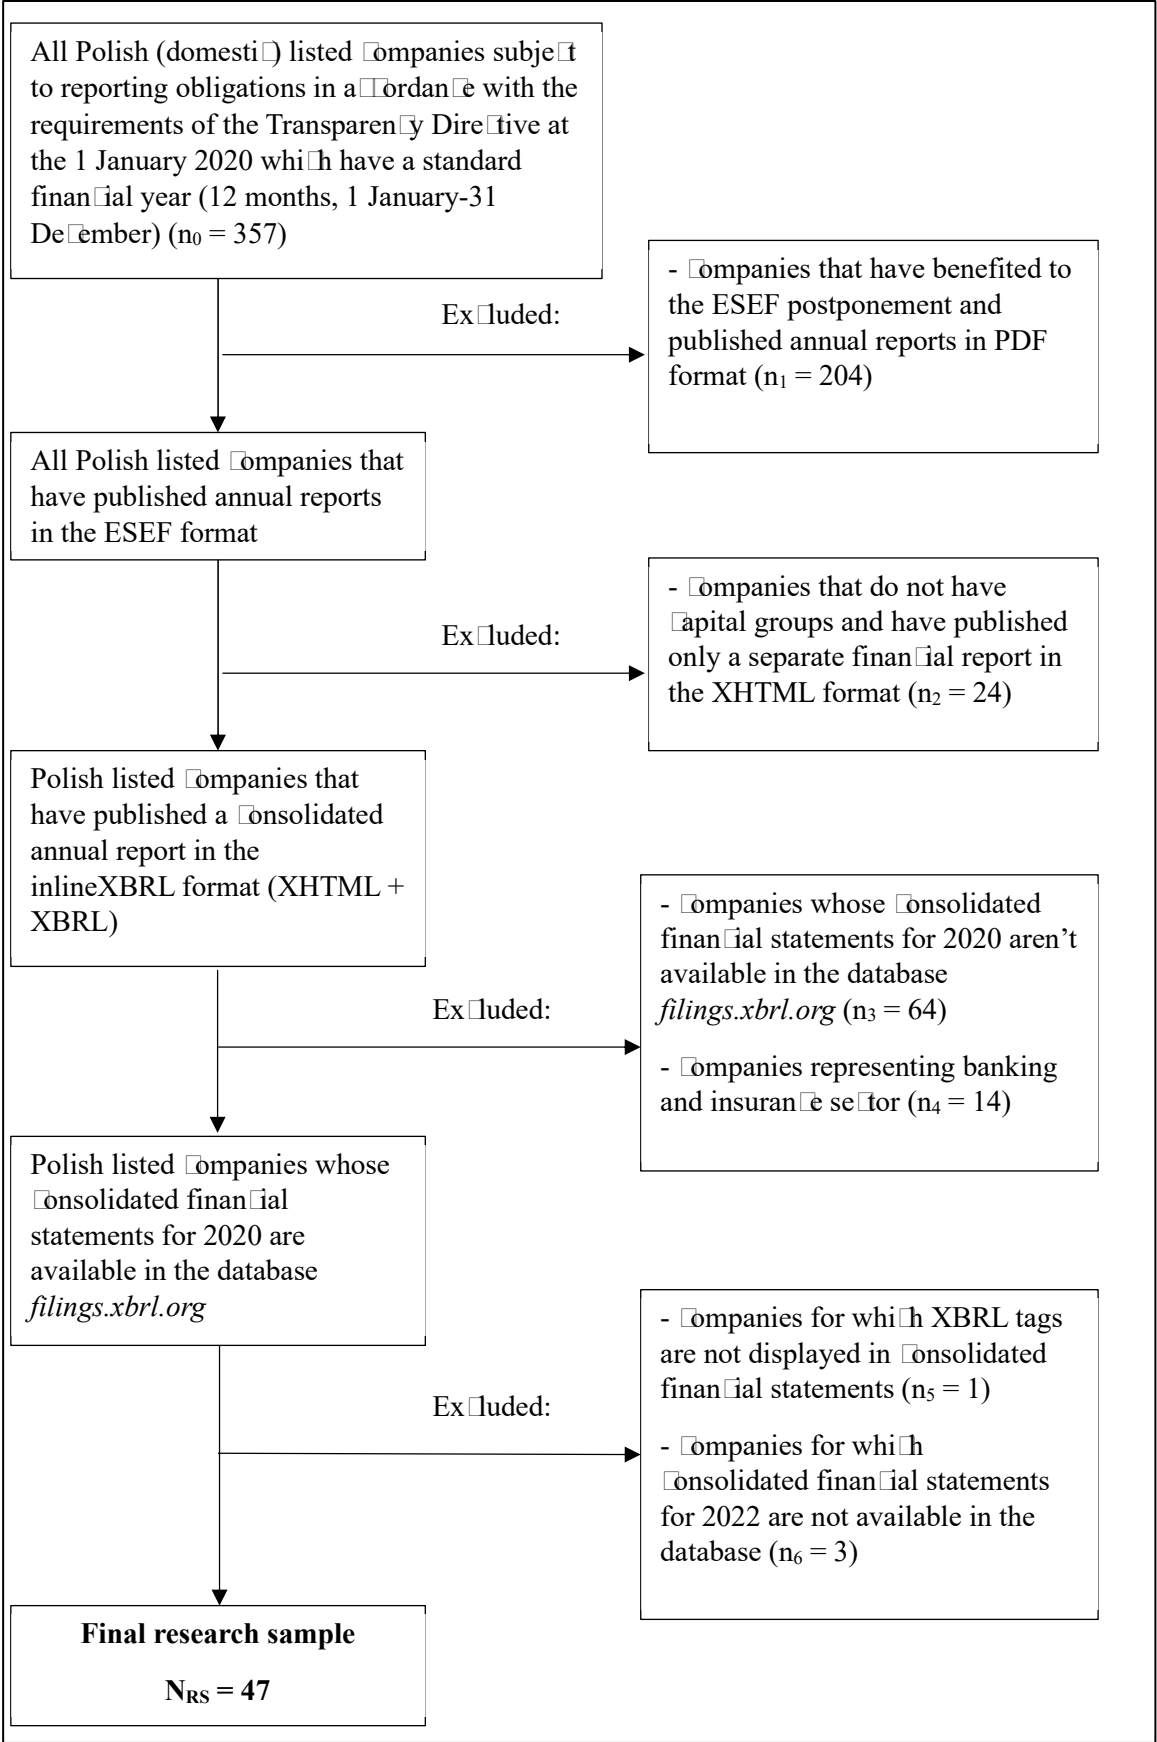 All Polish (domesti□) listed □ompanies subje□t
to reporting obligations in a□□ordan□e with the
requirements of the Transparen□y Dire□tive at
the 1 January 2020 whi□h have a standard
finan□ial year (12 months, 1 January-31
De□ember) (n₀ = 357)
Ex□luded:
- □ompanies that have benefited to
the ESEF postponement and
published annual reports in PDF
format (n₁ = 204)
All Polish listed □ompanies that
have published annual reports
in the ESEF format
Ex□luded:
- □ompanies that do not have
□apital groups and have published
only a separate finan□ial report in
the XHTML format (n₂ = 24)
Polish listed □ompanies that
have published a □onsolidated
annual report in the
inlineXBRL format (XHTML +
XBRL)
Ex□luded:
- □ompanies whose □onsolidated
finan□ial statements for 2020 aren’t
available in the database
filings.xbrl.org (n₃ = 64)
- □ompanies representing banking
and insuran□e se□tor (n₄ = 14)
Polish listed □ompanies whose
□onsolidated finan□ial
statements for 2020 are
available in the database
filings.xbrl.org
Ex□luded:
- □ompanies for whi□h XBRL tags
are not displayed in □onsolidated
finan□ial statements (n₅ = 1)
- □ompanies for whi□h
□onsolidated finan□ial statements
for 2022 are not available in the
database (n₆ = 3)
Final research sample
N_RS = 47